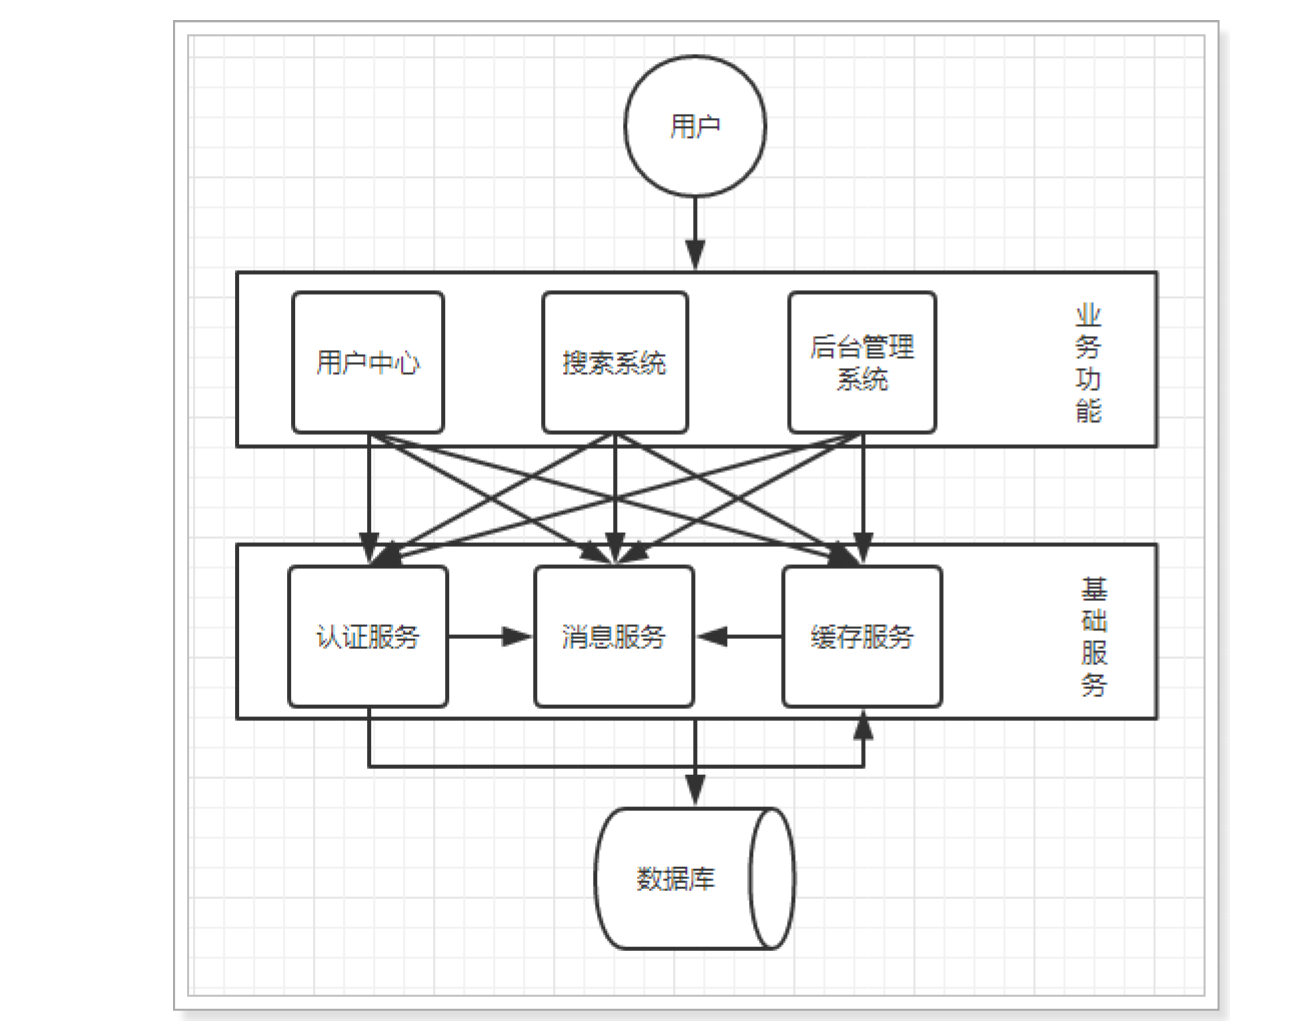 用户
用户中心
搜索系统
后台管理
系统
业
务
功
能
认证服务
消息服务
缓存服务
基
础
服
务
数据库